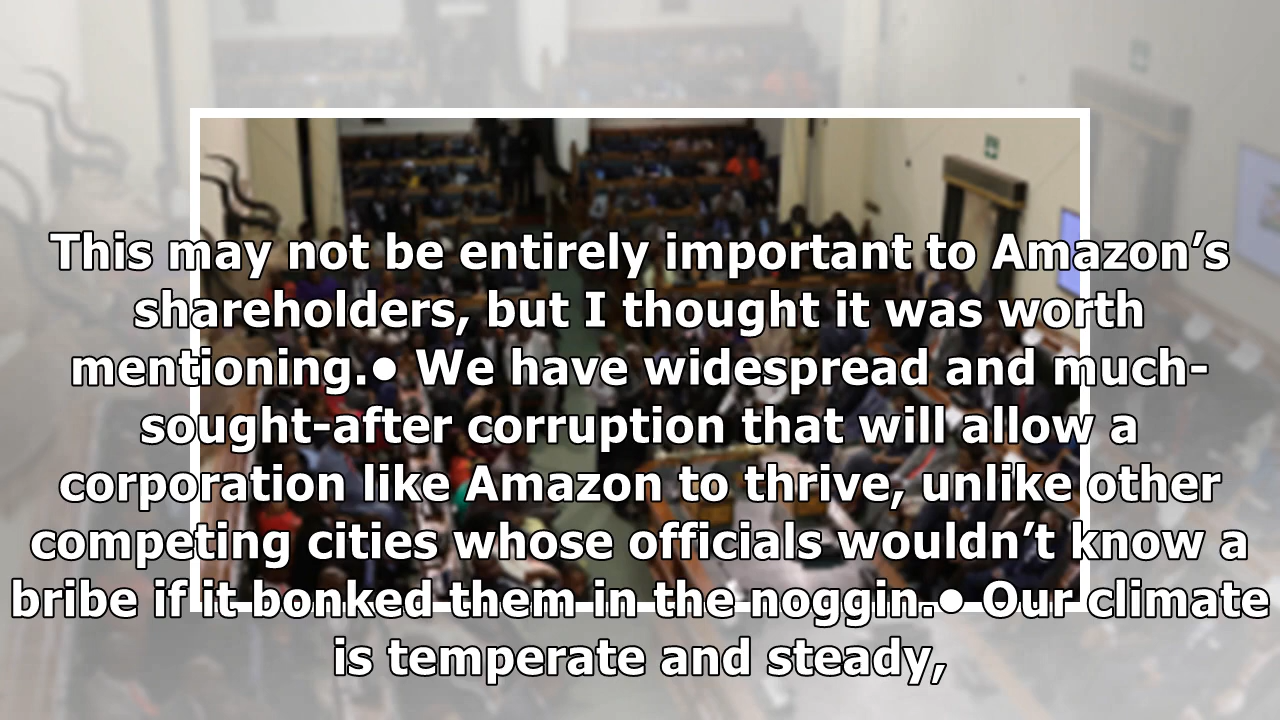 This may not be entirely important to Amazon’s
shareholders, but I thought it was worth
mentioning.● We have widespread and much-
sought-after corruption that will allow a
corporation like Amazon to thrive, unlike other
competing cities whose officials wouldn’t know a
bribe if it bonked them in the noggin.● Our climate
is temperate and steady,